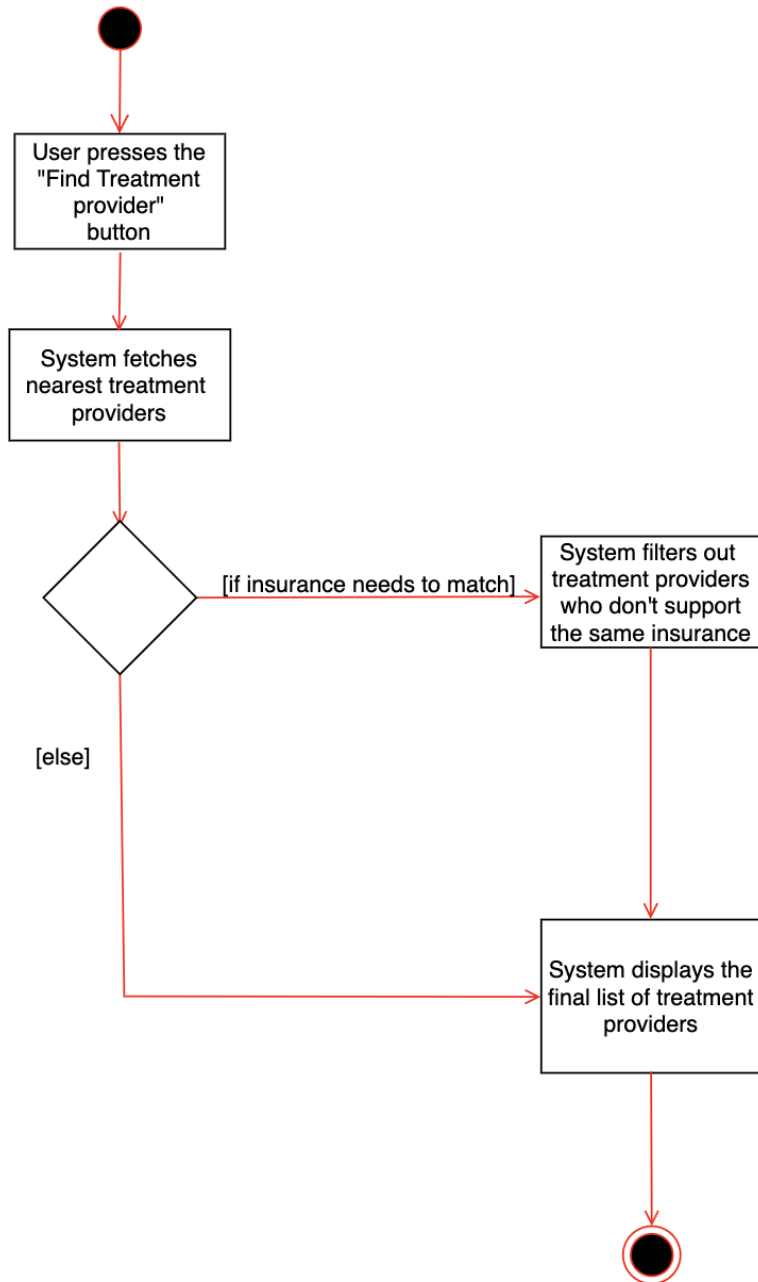 User presses the
"Find Treatment
provider"
button
System fetches
nearest treatment
providers
[if insurance needs to match]
System filters out
treatment providers
who don't support
the same insurance
[else]
System displays the
final list of treatment
providers